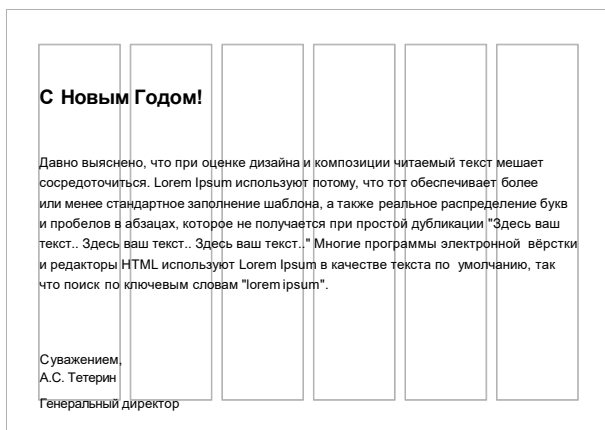 С Новым Годом!
Давно выяснено, что при оценке дизайна и композиции читаемый текст мешает
сосредоточиться. Lorem Ipsum используют потому, что тот обеспечивает более
или менее стандартное заполнение шаблона, а также реальное распределение букв
и пробелов в абзацах, которое не получается при простой дубликации "Здесь ваш
текст.. Здесь ваш текст.. Здесь ваш текст.." Многие программы электронной вёрстки
и редакторы HTML используют Lorem Ipsum в качестве текста по умолчанию, так
что поиск по ключевым словам "lorem ipsum".
Суважением,
А.С. Тетерин
Генеральный директор